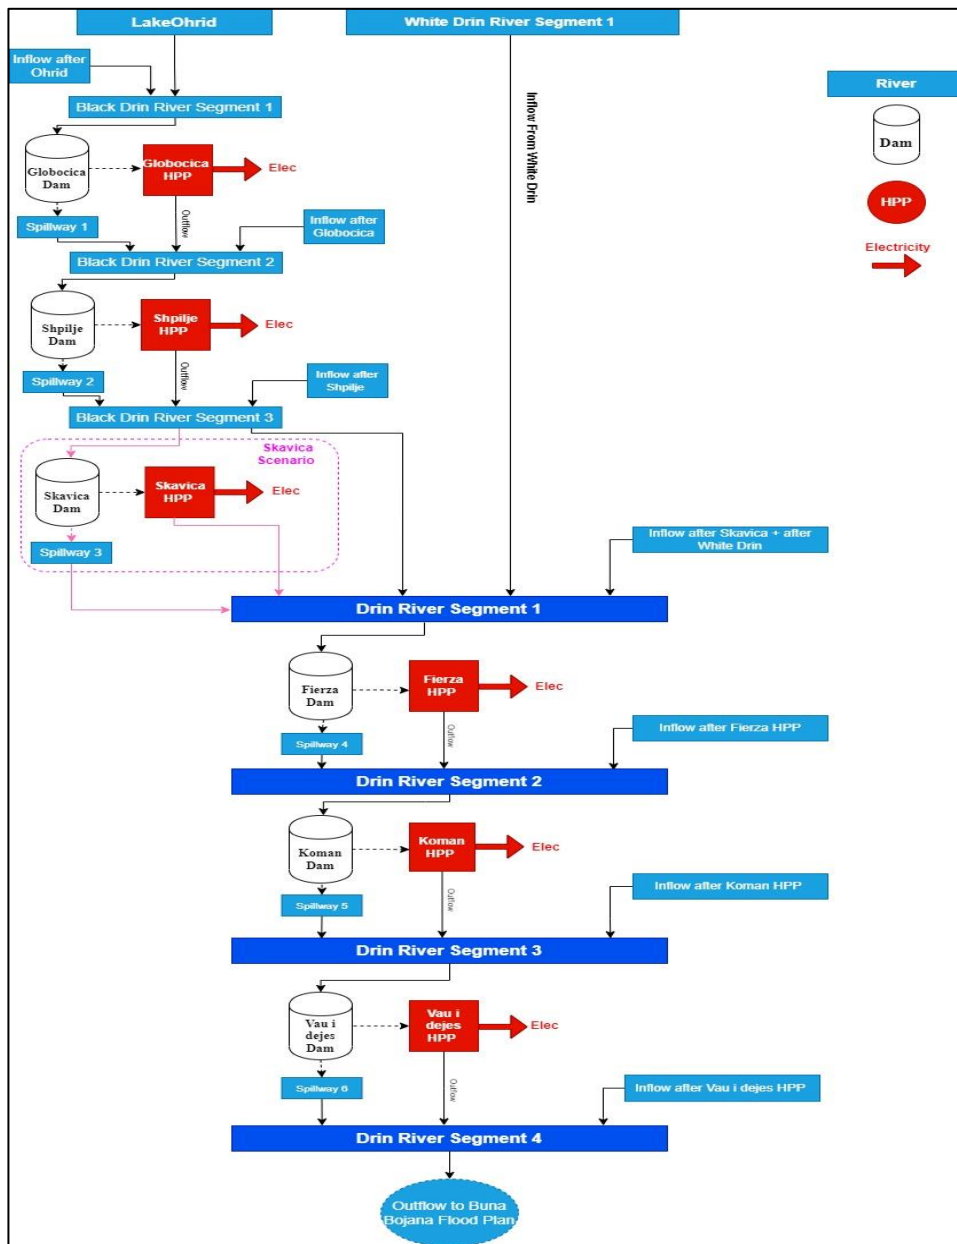 LakeOhrid
White Drin River Segment 1
Inflow after
Ohrid
Black Drin River Segment 1
Inflow From White Drin
River
Dam
HPP
Electricity
Globocica
Dam
Globocica
HPP
Elec
Outflow
Spillway 1
Inflow after
Globocica
Black Drin River Segment 2
Shpilje
Dam
Shpilje
HPP
Elec
Outflow
Spillway 2
Inflow after
Shpilje
Black Drin River Segment 3
Skavica
Scenario
Skavica
Dam
Skavica
HPP
Elec
Spillway 3
Inflow after Skavica + after
White Drin
Drin River Segment 1
Fierza
Dam
Fierza
HPP
Elec
Outflow
Spillway 4
Inflow after Fierza HPP
Drin River Segment 2
Koman
Dam
Koman
HPP
Elec
Outflow
Spillway 5
Inflow after Koman HPP
Drin River Segment 3
Vau i
dejes
Dam
Vau i
dejes
HPP
Elec
Outflow
Spillway 6
Inflow after Vau i dejes HPP
Drin River Segment 4
Outflow to Buna
Bojana Flood Plan